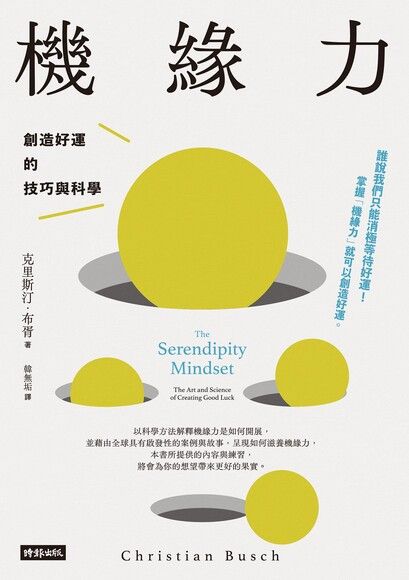 機緣力
創造好運
的
技巧與科學
誰說我們只能消極等待好運！
掌握「機緣力」就可以創造好運。
克里斯汀·布胥 著
韓無垢 譯
The
Serendipity
Mindset
The Art and Science
of Creating Good Luck
以科學方法解釋機緣力是如何開展，
並藉由全球具有啟發性的案例與故事，呈現如何滋養機緣力，
本書所提供的內容與練習，
將會為你的想望帶來更好的果實。
時報出版
Christian Busch